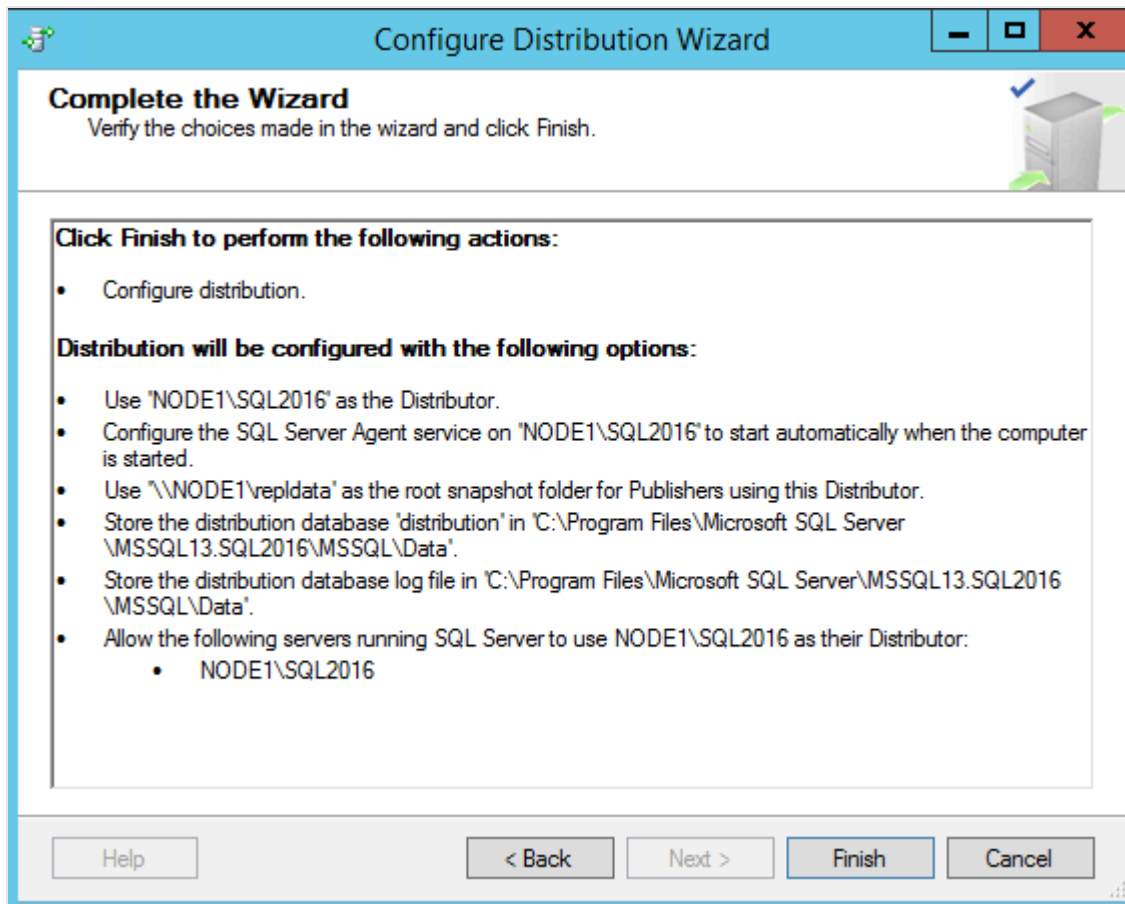 Configure Distribution Wizard
Complete the Wizard
Verify the choices made in the wizard and click Finish.
Click Finish to perform the following actions:
• Configure distribution.
Distribution will be configured with the following options:
• Use 'NODE1\SQL2016' as the Distributor.
• Configure the SQL Server Agent service on 'NODE1\SQL2016' to start automatically when the computer
is started.
• Use '\\NODE1\repldata' as the root snapshot folder for Publishers using this Distributor.
• Store the distribution database 'distribution' in 'C:\Program Files\Microsoft SQL Server
\MSSQL13.SQL2016\MSSQL\Data'.
• Store the distribution database log file in 'C:\Program Files\Microsoft SQL Server\MSSQL13.SQL2016
\MSSQL\Data'.
• Allow the following servers running SQL Server to use NODE1\SQL2016 as their Distributor:
• NODE1\SQL2016
Help
< Back
Next >
Finish
Cancel